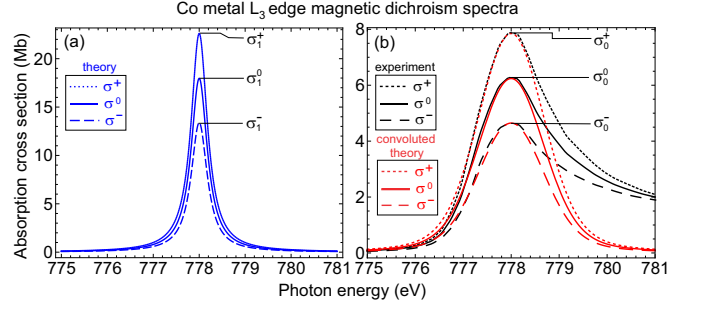 Co metal L₃ edge magnetic dichroism spectra
Absorption cross section (Mb)
(a)
theory
σ⁺
σ⁰
σ⁻
σ₁⁺
σ₁⁰
σ₁⁻
20
15
10
5
0
775 776 777 778 779 780 781
(b)
experiment
σ⁺
σ⁰
σ⁻
convoluted
theory
σ⁺
σ⁰
σ⁻
σ₀⁺
σ₀⁰
σ₀⁻
8
6
4
2
0
775 776 777 778 779 780 781
Photon energy (eV)